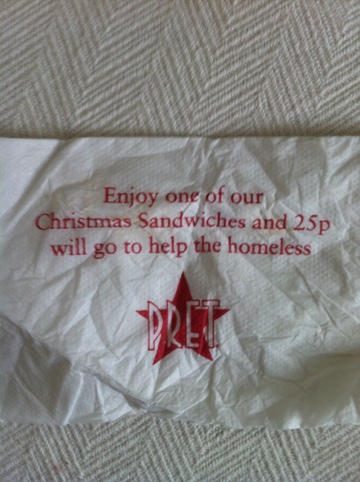 Enjoy one of our
Christmas Sandwiches and 25p
will go to help the homeless
PRET